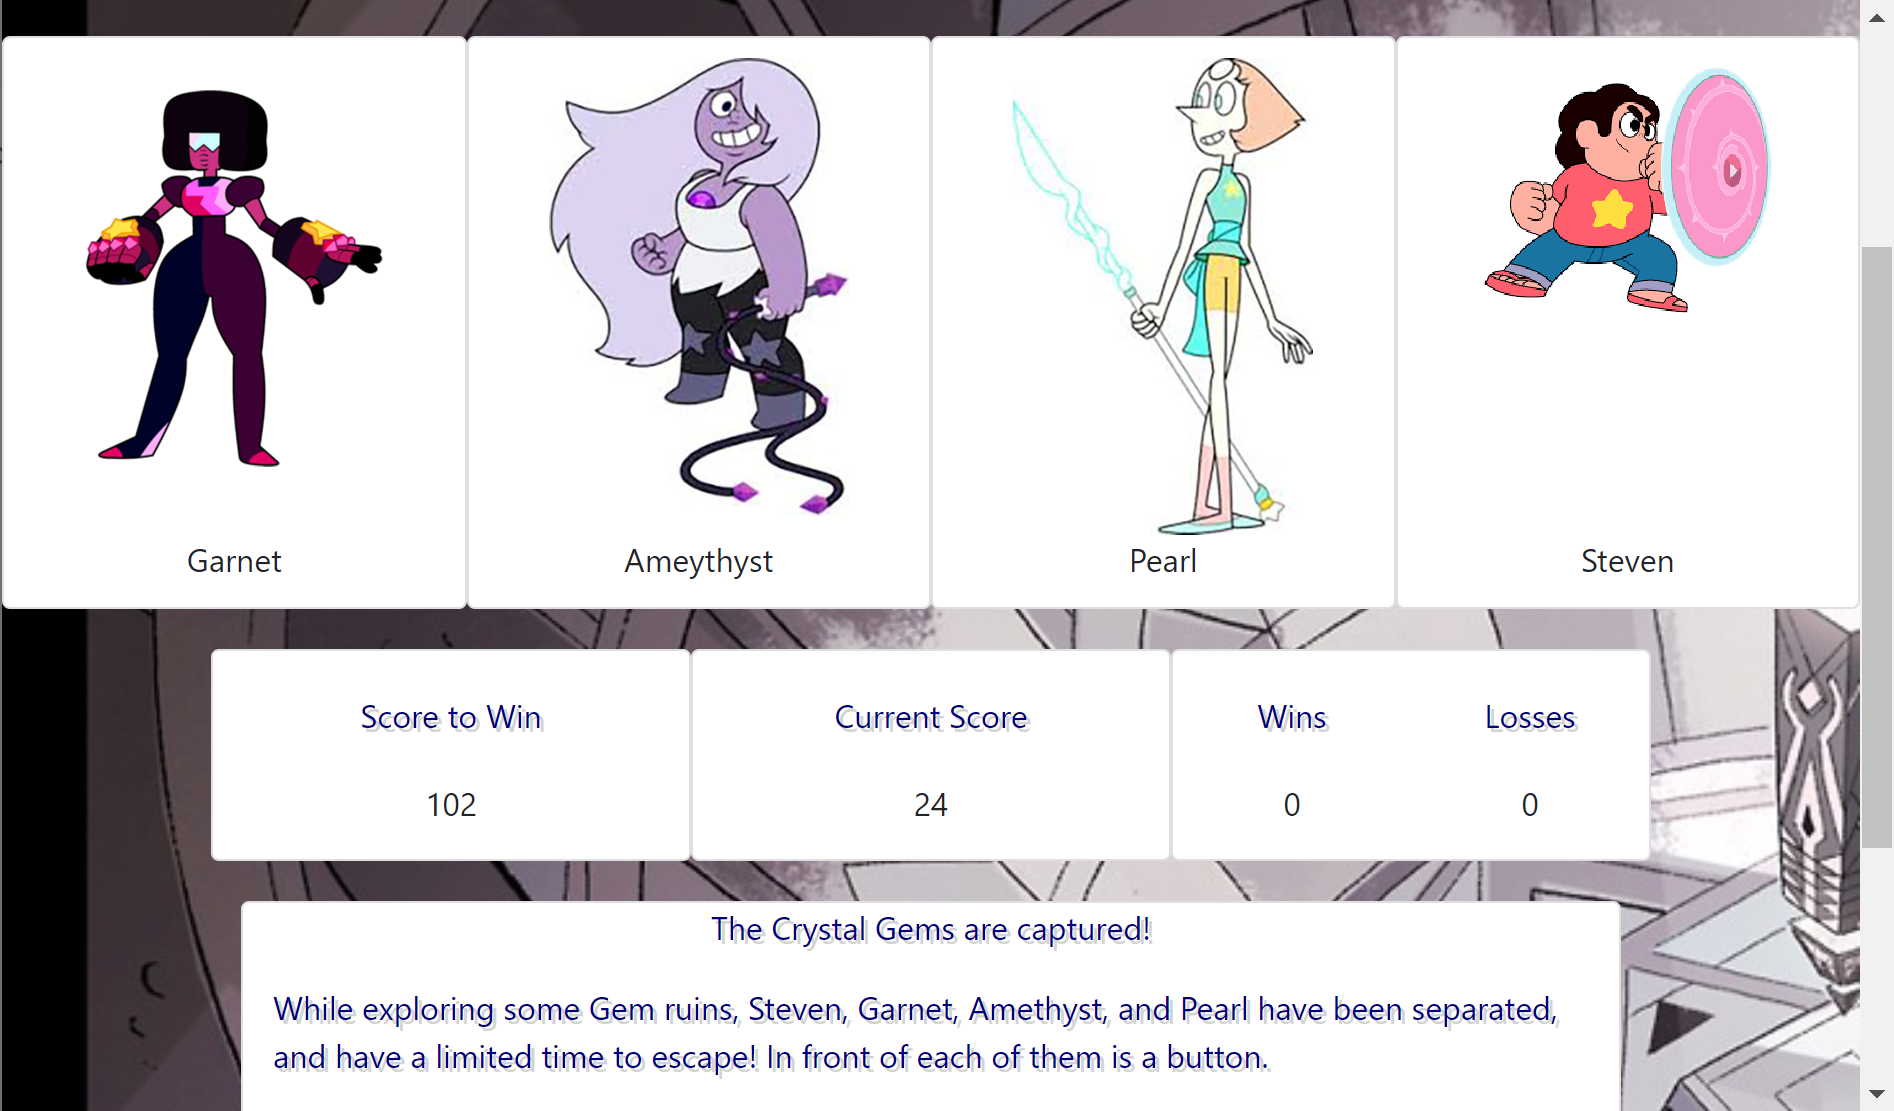 Garnet
Ameythyst
Pearl
Steven
Score to Win
Current Score
Wins
Losses
102
24
0
0
The Crystal Gems are captured!
While exploring some Gem ruins, Steven, Garnet, Amethyst, and Pearl have been separated,
and have a limited time to escape! In front of each of them is a button.